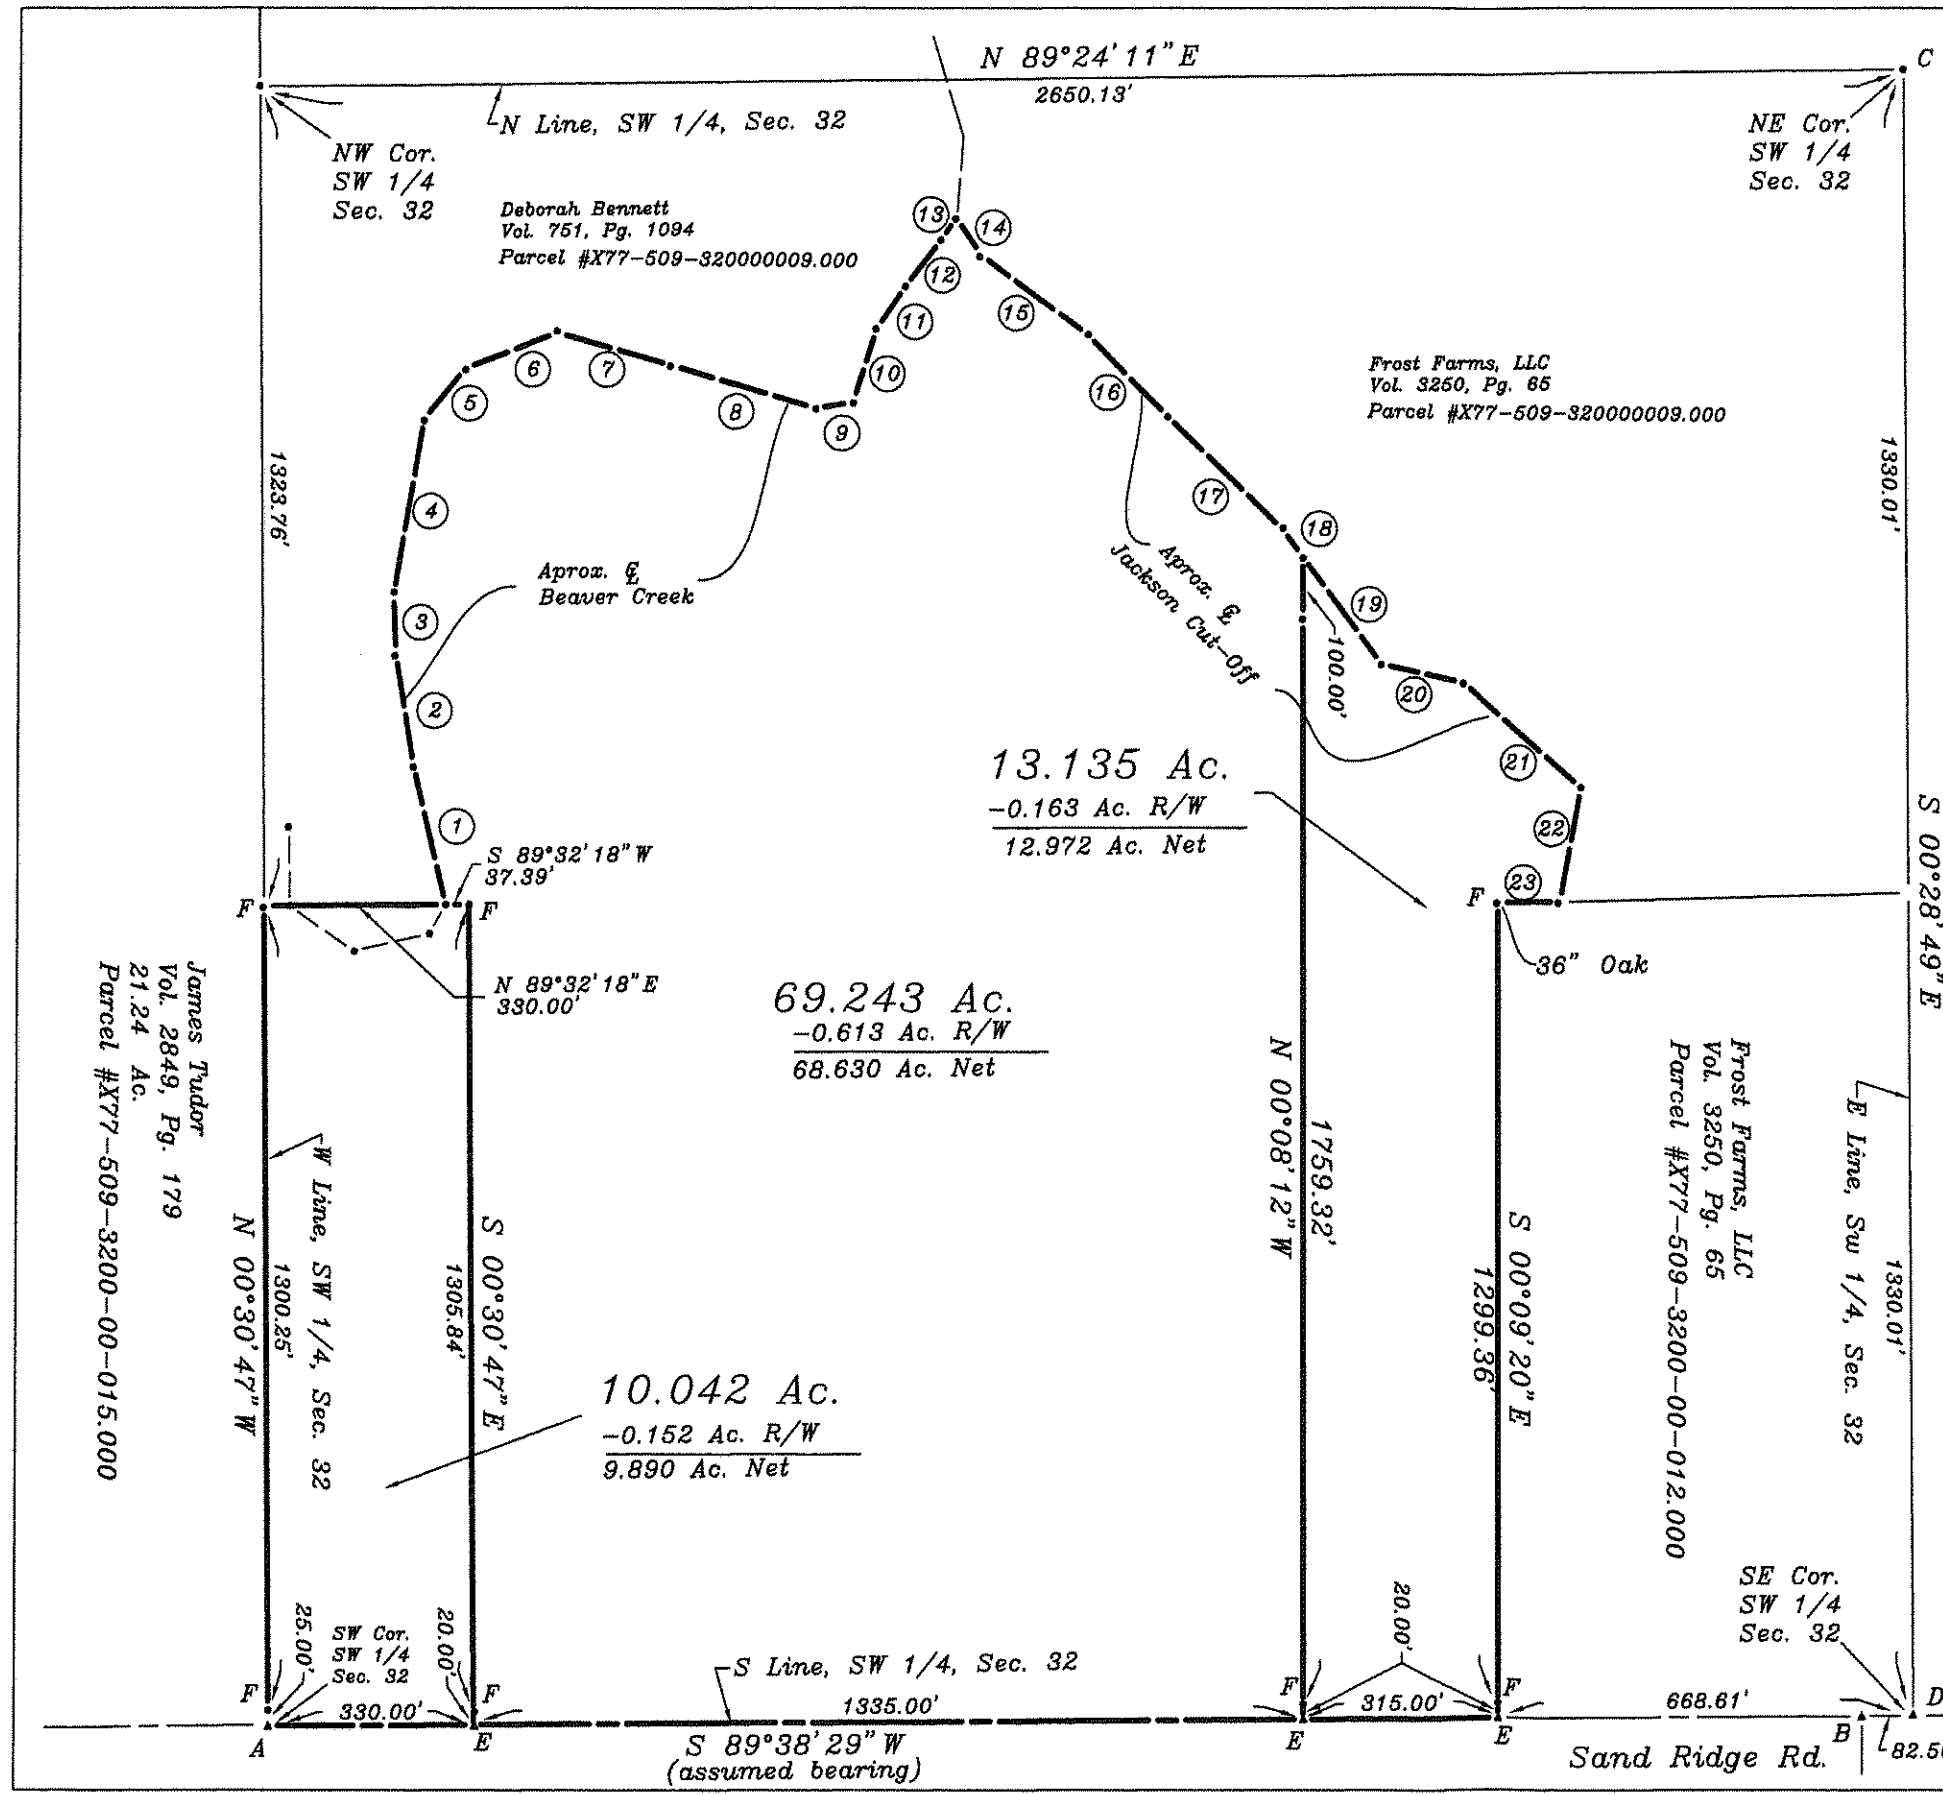 N 89°24'11"E
2650.13'
C
N Line, SW 1/4, Sec. 32
NW Cor.
SW 1/4
Sec. 32
NE Cor.
SW 1/4
Sec. 32
Deborah Bennett
Vol. 751, Pg. 1094
Parcel #X77-509-320000009.000
13
14
12
15
11
10
6
7
5
8
9
16
Frost Farms, LLC
Vol. 3250, Pg. 65
Parcel #X77-509-320000009.000
1323.76'
1330.01'
4
17
18
3
19
2
20
21
1
22
23
Aprox. ℄
Beaver Creek
Aprox. ℄
Jackson Cut-Off
100.00'
13.135 Ac.
-0.163 Ac. R/W
12.972 Ac. Net
S 00°28'49"E
S 89°32'18"W
37.39'
F
F
F
36" Oak
N 89°32'18"E
330.00'
69.243 Ac.
-0.613 Ac. R/W
68.630 Ac. Net
James Tudor
Vol. 2849, Pg. 179
21.24 Ac.
Parcel #X77-509-3200-00-015.000
W Line, SW 1/4, Sec. 32
N 00°30'47"W
1300.25'
S 00°30'47"E
1305.84'
N 00°08'12"W
1759.32'
S 00°09'20"E
1299.36'
Frost Farms, LLC
Vol. 3250, Pg. 65
Parcel #X77-509-3200-00-012.000
E Line, Sw 1/4, Sec. 32
1330.01'
10.042 Ac.
-0.152 Ac. R/W
9.890 Ac. Net
SE Cor.
SW 1/4
Sec. 32
25.00'
SW Cor.
SW 1/4
Sec. 32
20.00'
20.00'
S Line, SW 1/4, Sec. 32
F
F
F
F
330.00'
1335.00'
315.00'
668.61'
D
A
E
S 89°38'29"W
(assumed bearing)
E
E
B
Sand Ridge Rd.
82.50